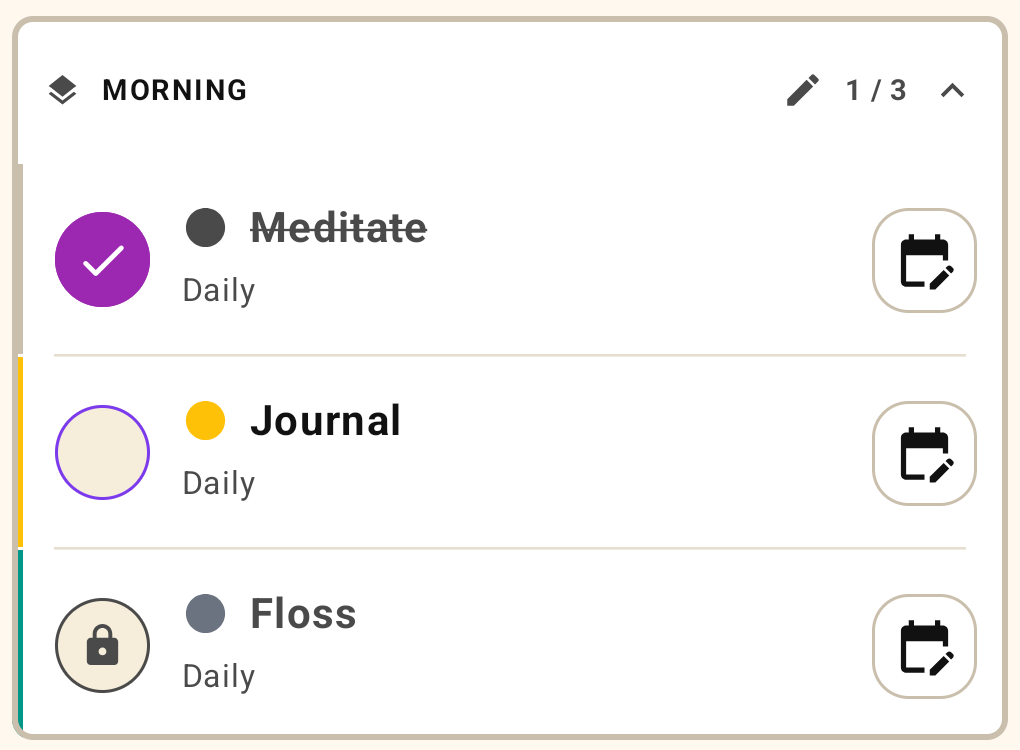 MORNING 1 / 3
Meditate
Daily
Journal
Daily
Floss
Daily